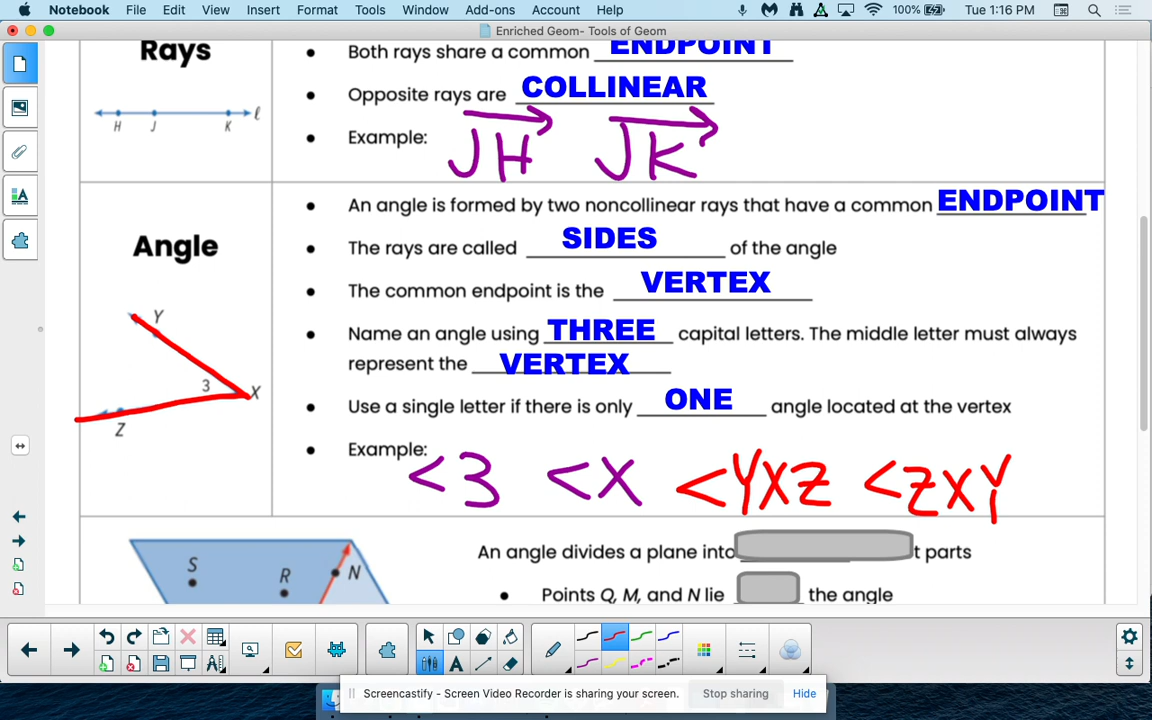 Notebook File Edit View Insert Format Tools Add-ons Window Account Help 100% Tue 1:16 PM
Enriched Geom- Tools of Geom
Rays
• Both rays share a common ENDPOINT
• Opposite rays are COLLINEAR
H J K ℓ
• Example: JH JK
Angle
• An angle is formed by two noncollinear rays that have a common ENDPOINT
• The rays are called SIDES of the angle
• The common endpoint is the VERTEX
• Name an angle using THREE capital letters. The middle letter must always
represent the VERTEX
• Use a single letter if there is only ONE angle located at the vertex
Y
3 X
Z
• Example: <3 <X <YXZ <ZXY
S R N
An angle divides a plane into t parts
• Points Q, M, and N lie the angle
Screencastify - Screen Video Recorder is sharing your screen. Stop sharing Hide